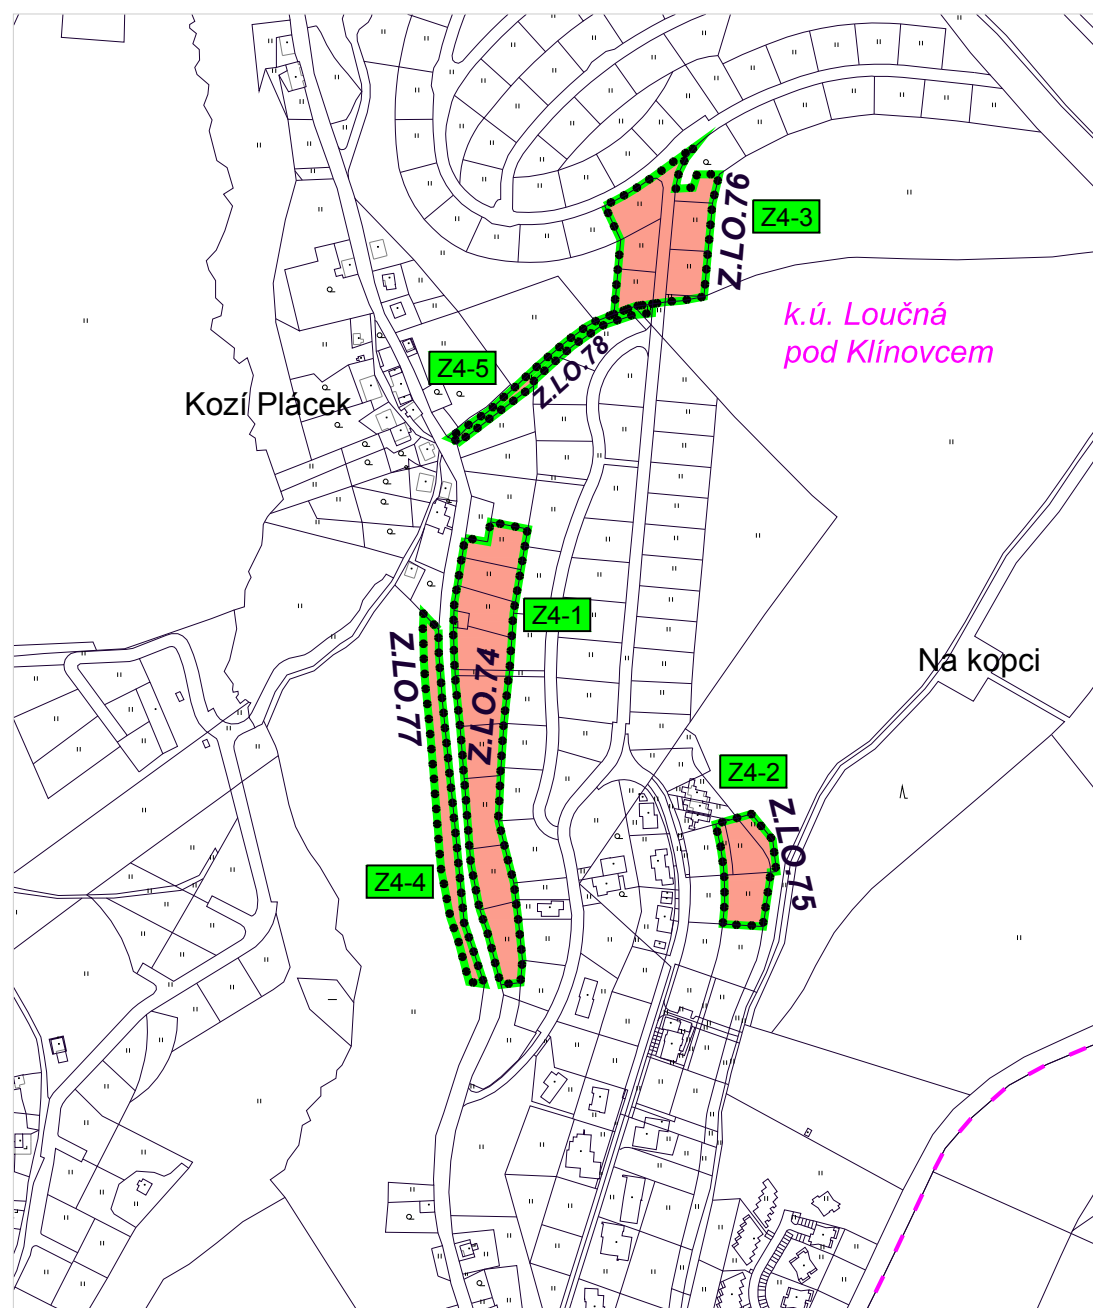 Z.LO.76
Z4-3
k.ú. Loučná
pod Klínovcem
Z4-5
Z.LO.78
Kozí Plácek
Z4-1
Z.LO.77
Z.LO.74
Na kopci
Z4-2
Z.LO.75
Z4-4